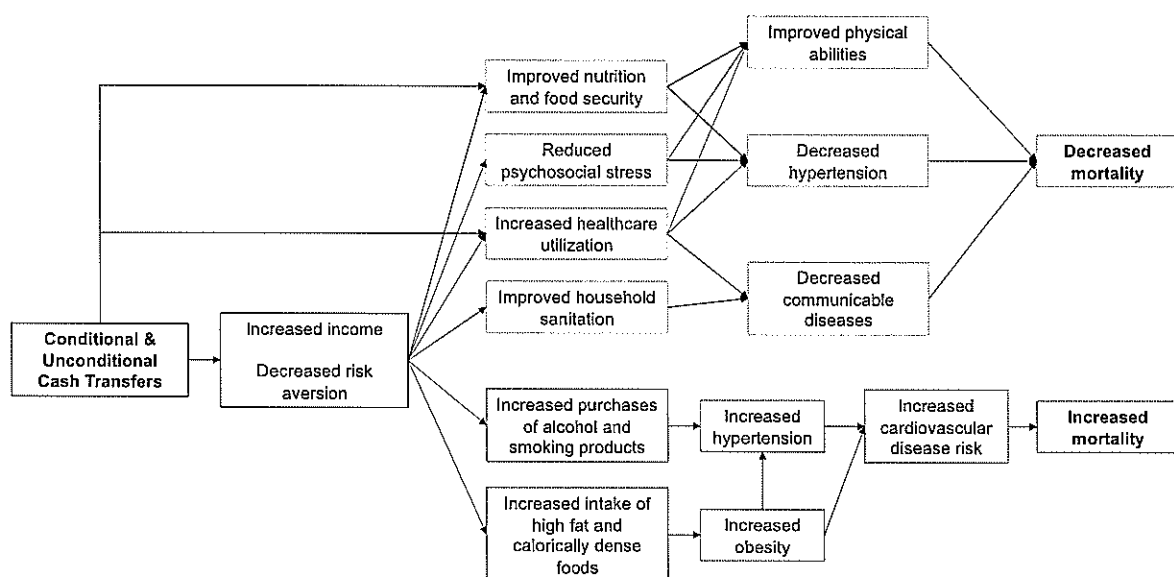 Improved physical
abilities
Improved nutrition
and food security
Reduced
psychosocial stress
Decreased
hypertension
Decreased
mortality
Increased healthcare
utilization
Improved household
sanitation
Decreased
communicable
diseases
Conditional &
Unconditional
Cash Transfers
Increased income
Decreased risk
aversion
Increased purchases
of alcohol and
smoking products
Increased
hypertension
Increased
cardiovascular
disease risk
Increased
mortality
Increased intake of
high fat and
calorically dense
foods
Increased
obesity